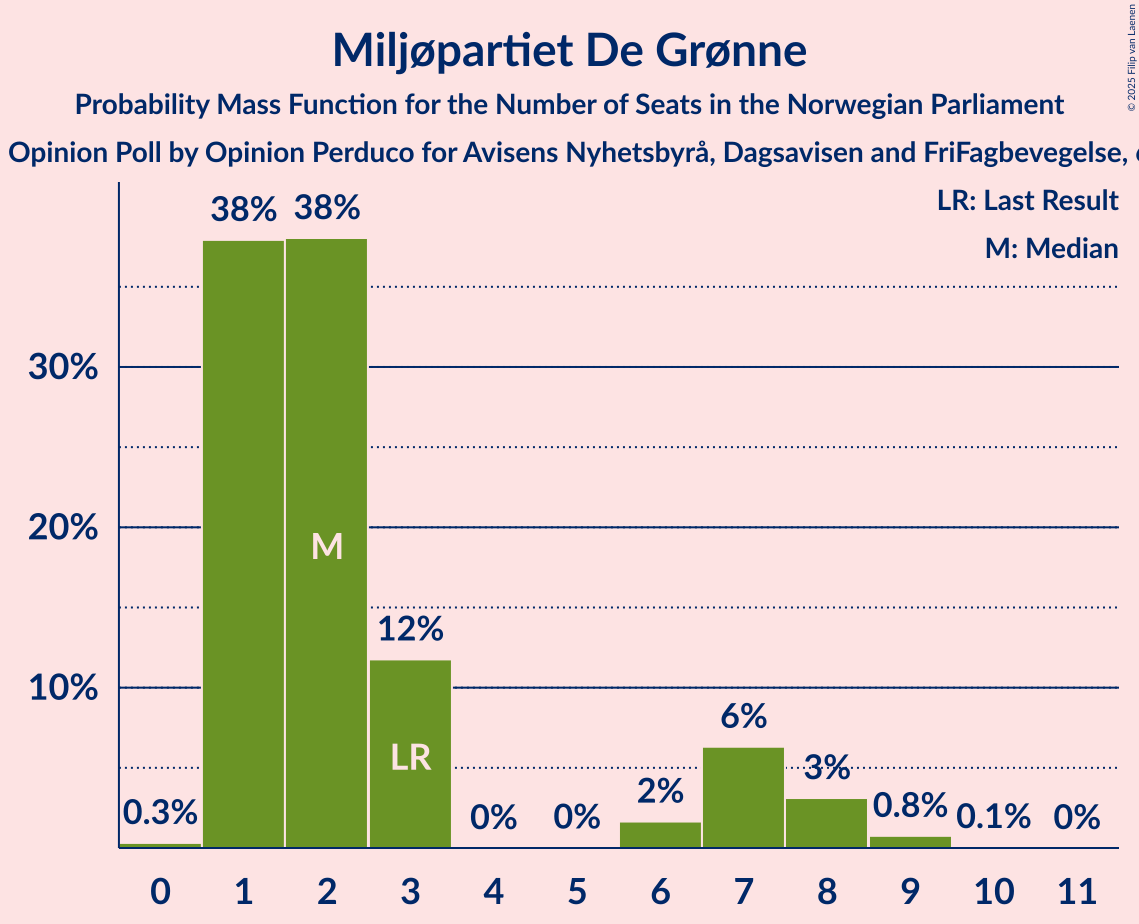 Miljøpartiet De Grønne
Probability Mass Function for the Number of Seats in the Norwegian Parliament
Opinion Poll by Opinion Perduco for Avisens Nyhetsbyrå, Dagsavisen and FriFagbevegelse,
© 2025 Filip van Laenen
LR: Last Result
M: Median
38% 38%
30%
20%
M
12%
10%
6%
LR
3%
2%
0.3% 0% 0% 0.8% 0.1% 0%
0 1 2 3 4 5 6 7 8 9 10 11